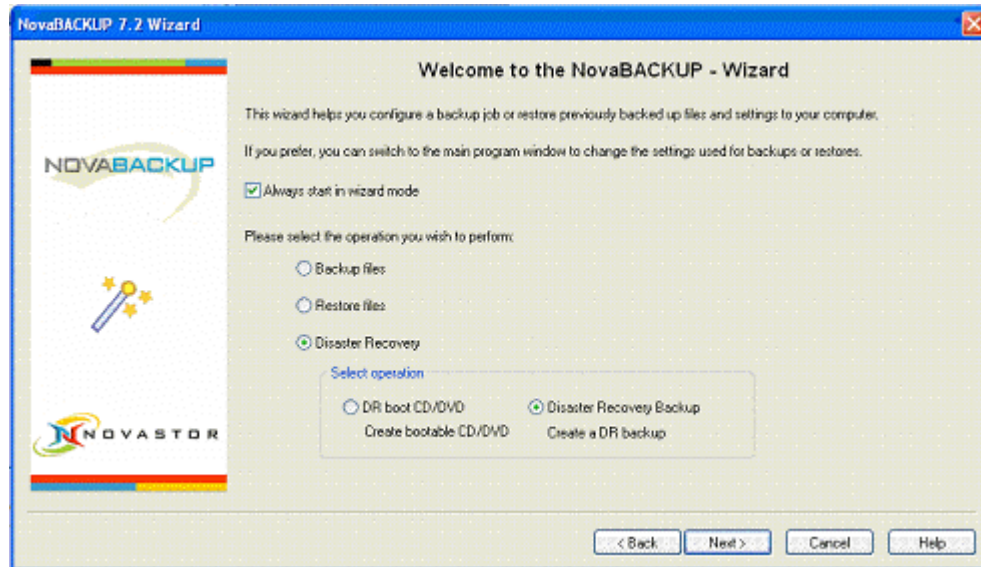 NovaBACKUP 7.2 Wizard
Welcome to the NovaBACKUP - Wizard
This wizard helps you configure a backup job or restore previously backed up files and settings to your computer.
If you prefer, you can switch to the main program window to change the settings used for backups or restores.
NOVABACKUP
Always start in wizard mode
Please select the operation you wish to perform:
Backup files
Restore files
Disaster Recovery
Select operation
DR boot CD/DVD Disaster Recovery Backup
Create bootable CD/DVD Create a DR backup
NOVASTOR
< Back Next > Cancel Help